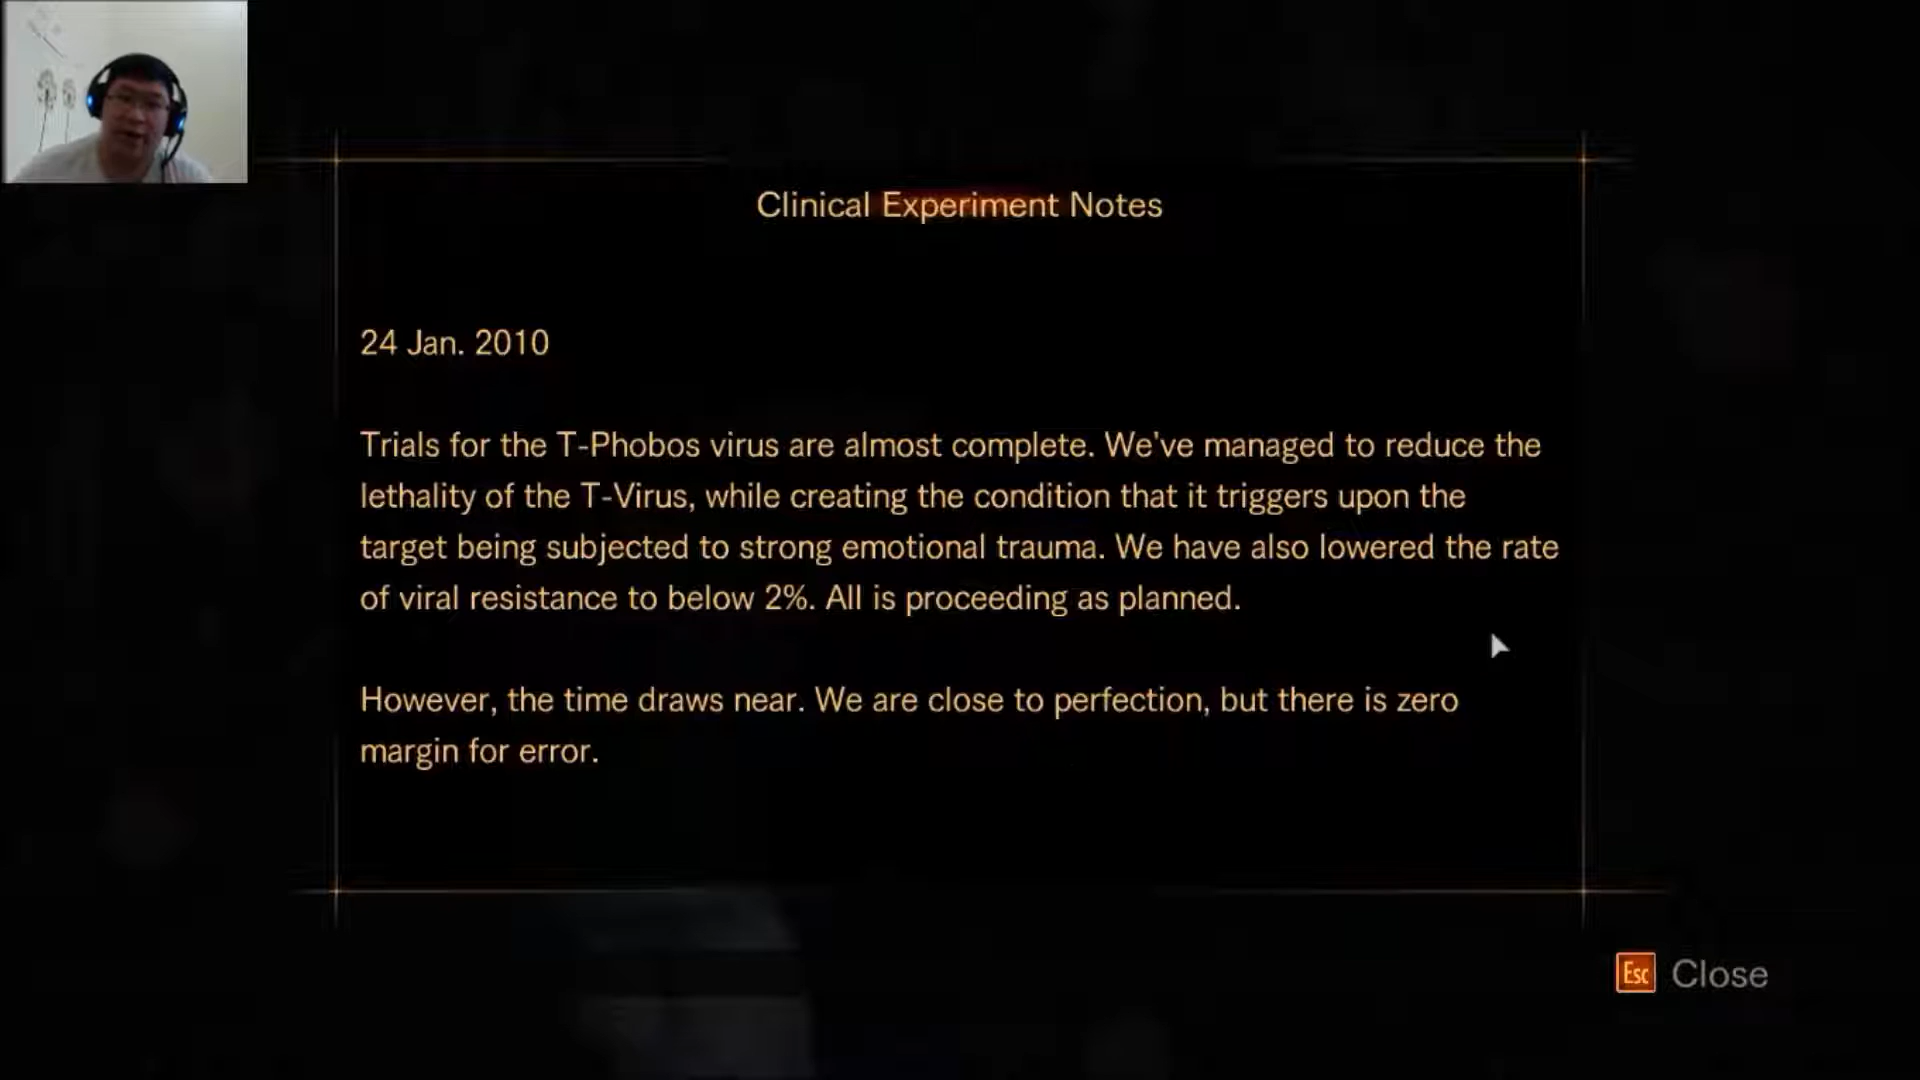 Clinical Experiment Notes
24 Jan. 2010
Trials for the T-Phobos virus are almost complete. We've managed to reduce the
lethality of the T-Virus, while creating the condition that it triggers upon the
target being subjected to strong emotional trauma. We have also lowered the rate
of viral resistance to below 2%. All is proceeding as planned.
However, the time draws near. We are close to perfection, but there is zero
margin for error.
Esc Close